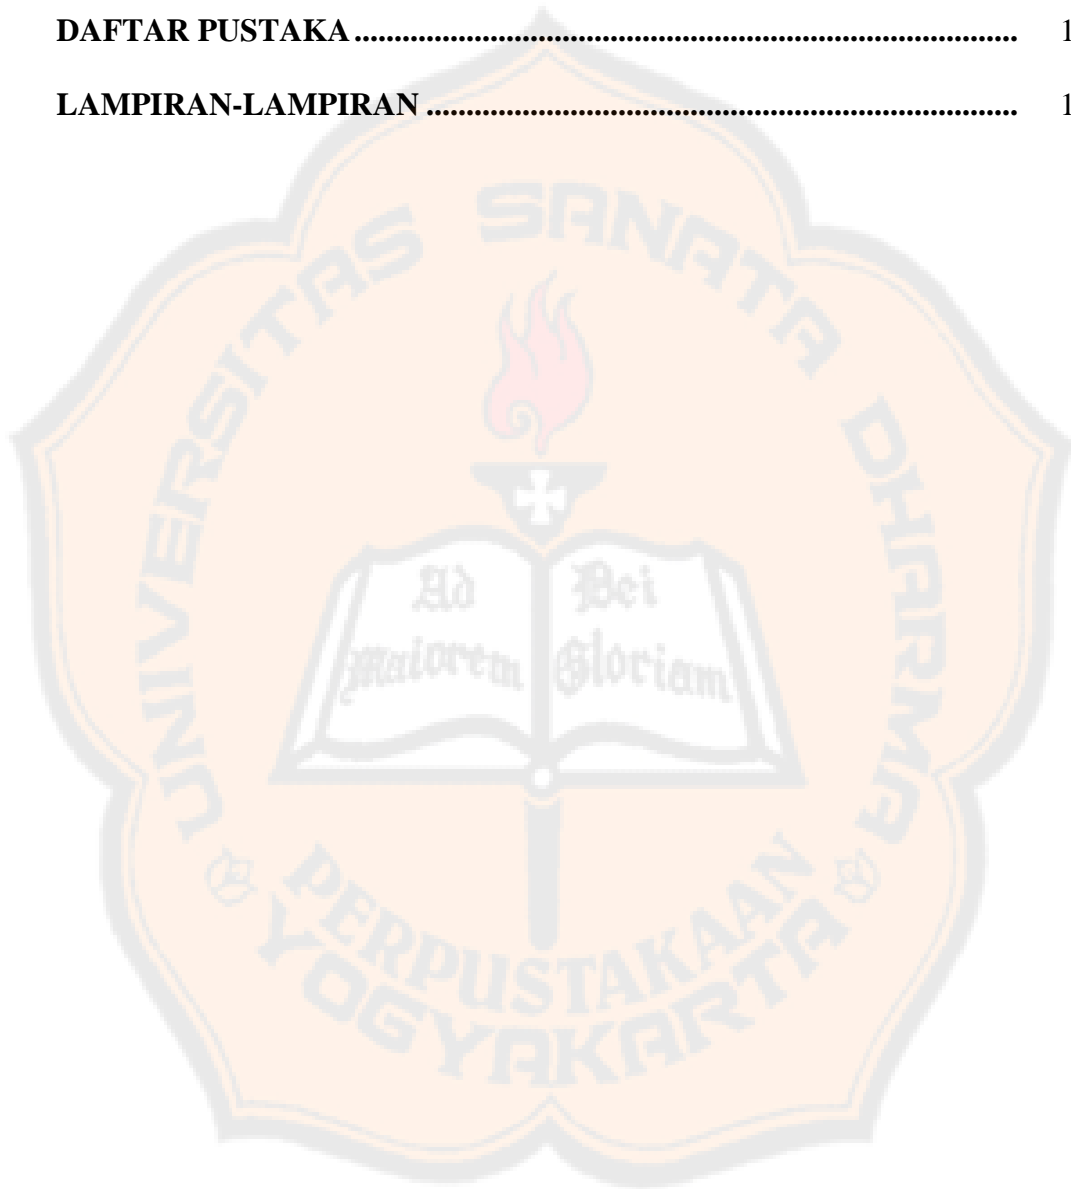 DAFTAR PUSTAKA ..................................................................................... 1
LAMPIRAN-LAMPIRAN ........................................................................... 1
UNIVERSITAS SANATA DHARMA
Ad Dei
maiorem Gloriam
PERPUSTAKAAN
YOGYAKARTA